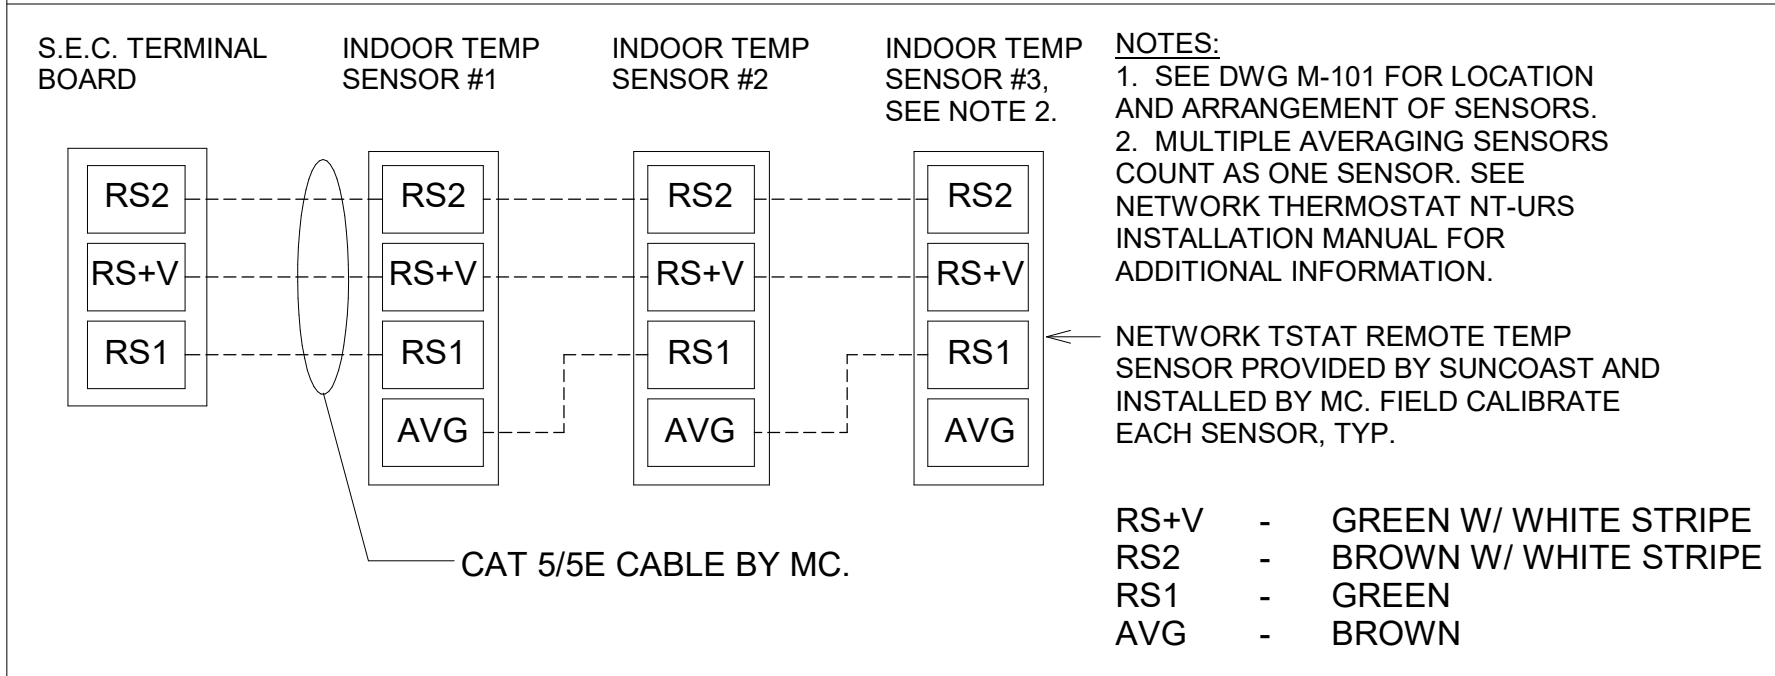 S.E.C. TERMINAL
BOARD
INDOOR TEMP
SENSOR #1
INDOOR TEMP
SENSOR #2
INDOOR TEMP
SENSOR #3,
SEE NOTE 2.
RS2
RS+V
RS1
RS2
RS+V
RS1
AVG
RS2
RS+V
RS1
AVG
RS2
RS+V
RS1
AVG
CAT 5/5E CABLE BY MC.
NOTES:
1. SEE DWG M-101 FOR LOCATION
AND ARRANGEMENT OF SENSORS.
2. MULTIPLE AVERAGING SENSORS
COUNT AS ONE SENSOR. SEE
NETWORK THERMOSTAT NT-URS
INSTALLATION MANUAL FOR
ADDITIONAL INFORMATION.
NETWORK TSTAT REMOTE TEMP
SENSOR PROVIDED BY SUNCOAST AND
INSTALLED BY MC. FIELD CALIBRATE
EACH SENSOR, TYP.
RS+V - GREEN W/ WHITE STRIPE
RS2 - BROWN W/ WHITE STRIPE
RS1 - GREEN
AVG - BROWN